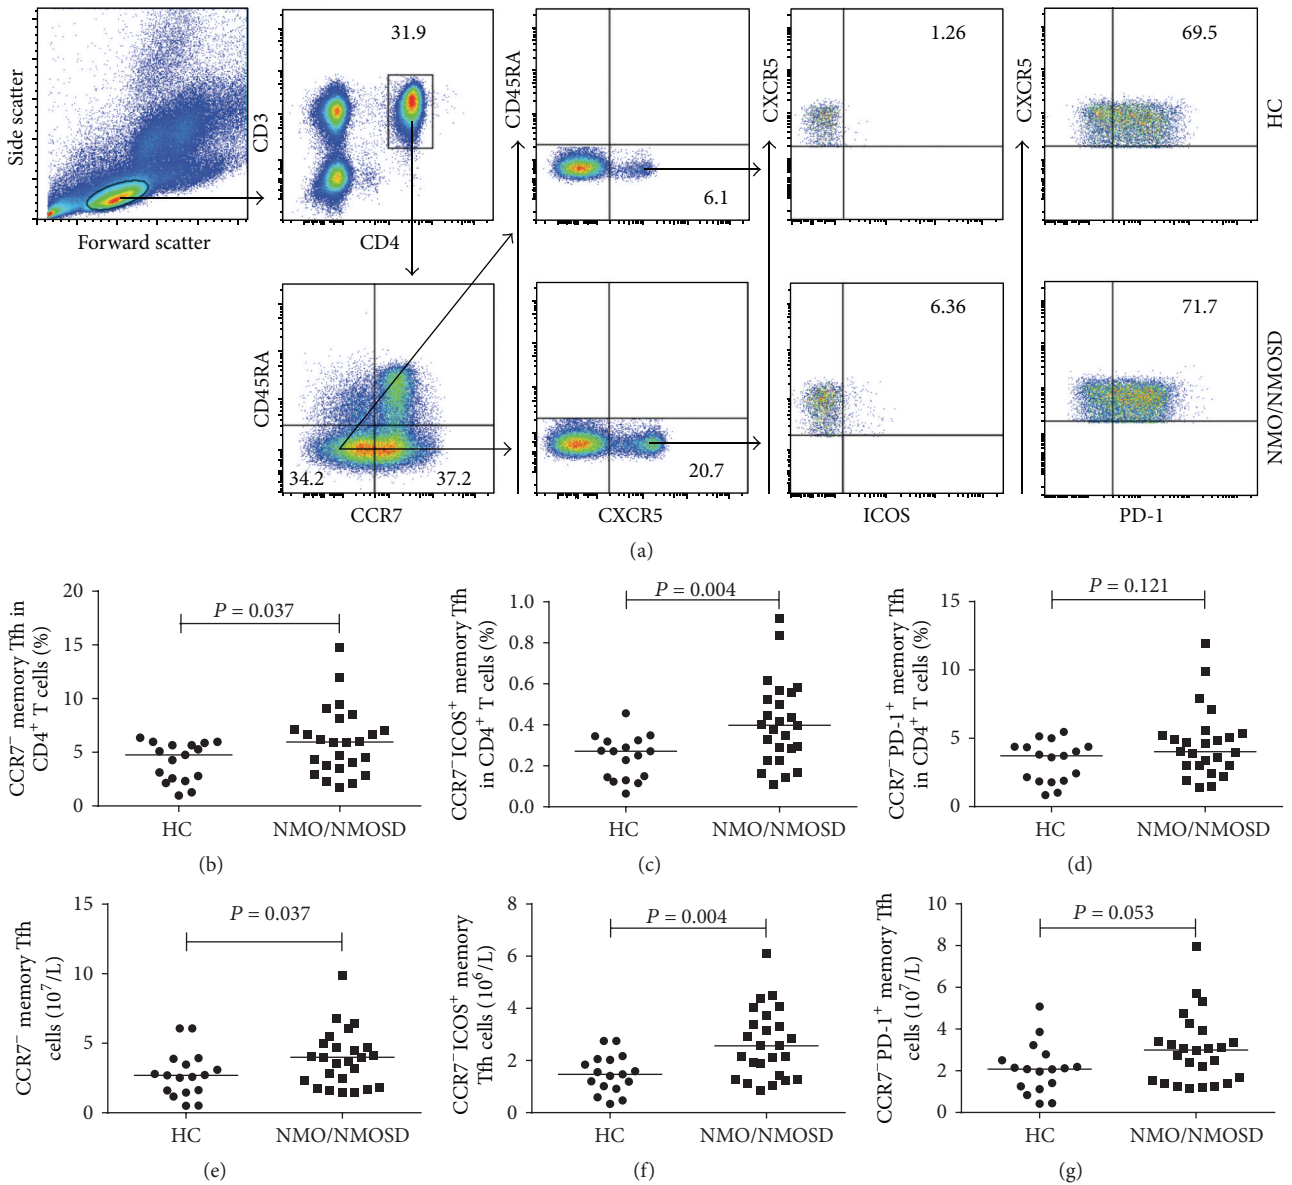 Side scatter
Forward scatter
31.9
CD3
CD4
CD45RA
6.1
CXCR5
1.26
CXCR5
69.5
HC
CD45RA
34.2
37.2
CCR7
20.7
CXCR5
6.36
ICOS
71.7
PD-1
NMO/NMOSD
(a)
CCR7⁻ memory Tfh in
CD4⁺ T cells (%)
20
15
10
5
0
P = 0.037
HC
NMO/NMOSD
(b)
CCR7⁻ICOS⁺ memory Tfh
in CD4⁺ T cells (%)
1.0
0.8
0.6
0.4
0.2
0.0
P = 0.004
HC
NMO/NMOSD
(c)
CCR7⁻PD-1⁺ memory Tfh
in CD4⁺ T cells (%)
15
10
5
0
P = 0.121
HC
NMO/NMOSD
(d)
CCR7⁻ memory Tfh
cells (10⁷/L)
15
10
5
0
P = 0.037
HC
NMO/NMOSD
(e)
CCR7⁻ICOS⁺ memory
Tfh cells (10⁶/L)
8
6
4
2
0
P = 0.004
HC
NMO/NMOSD
(f)
CCR7⁻PD-1⁺ memory Tfh
cells (10⁷/L)
10
8
6
4
2
0
P = 0.053
HC
NMO/NMOSD
(g)